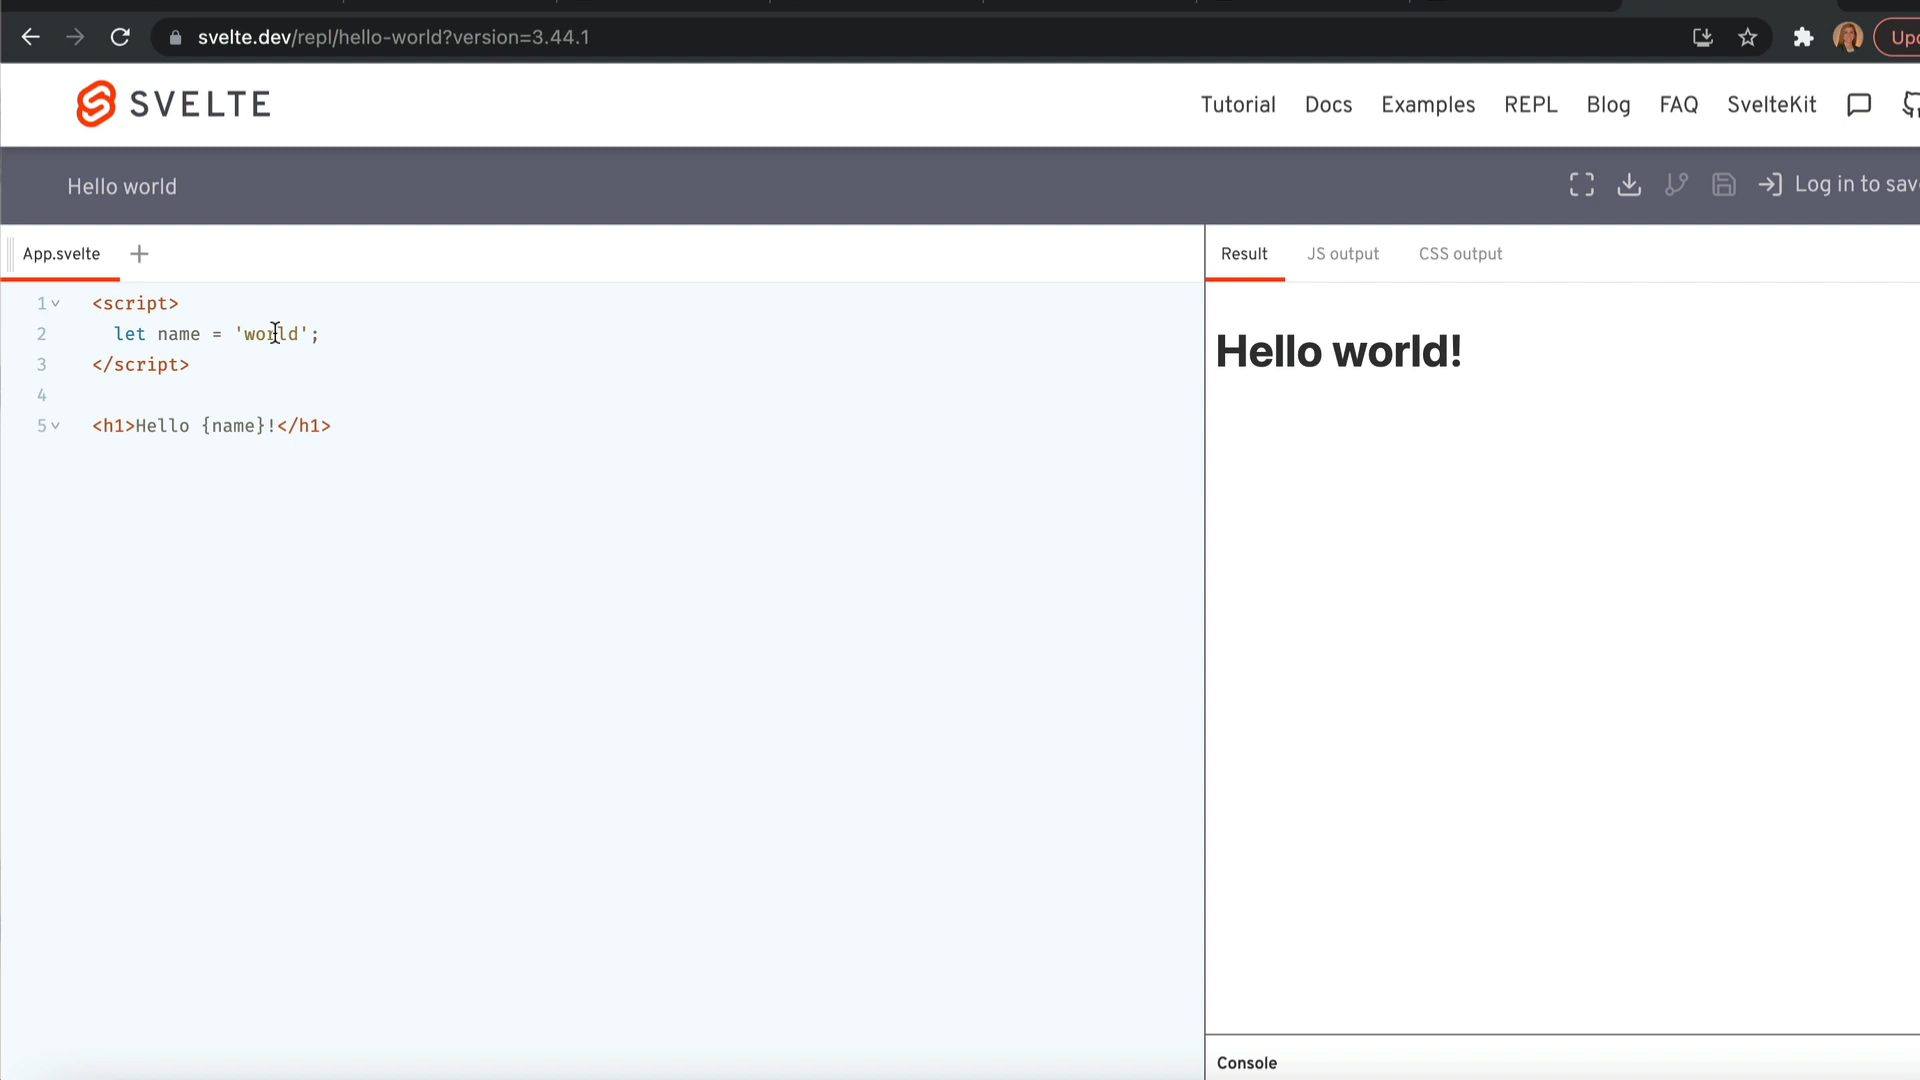 svelte.dev/repl/hello-world?version=3.44.1
SVELTE
Tutorial Docs Examples REPL Blog FAQ SvelteKit
Hello world
Log in to
App.svelte
Result JS output CSS output
1 <script>
2 let name = 'world';
3 </script>
4
5 <h1>Hello {name}!</h1>
Hello world!
Console